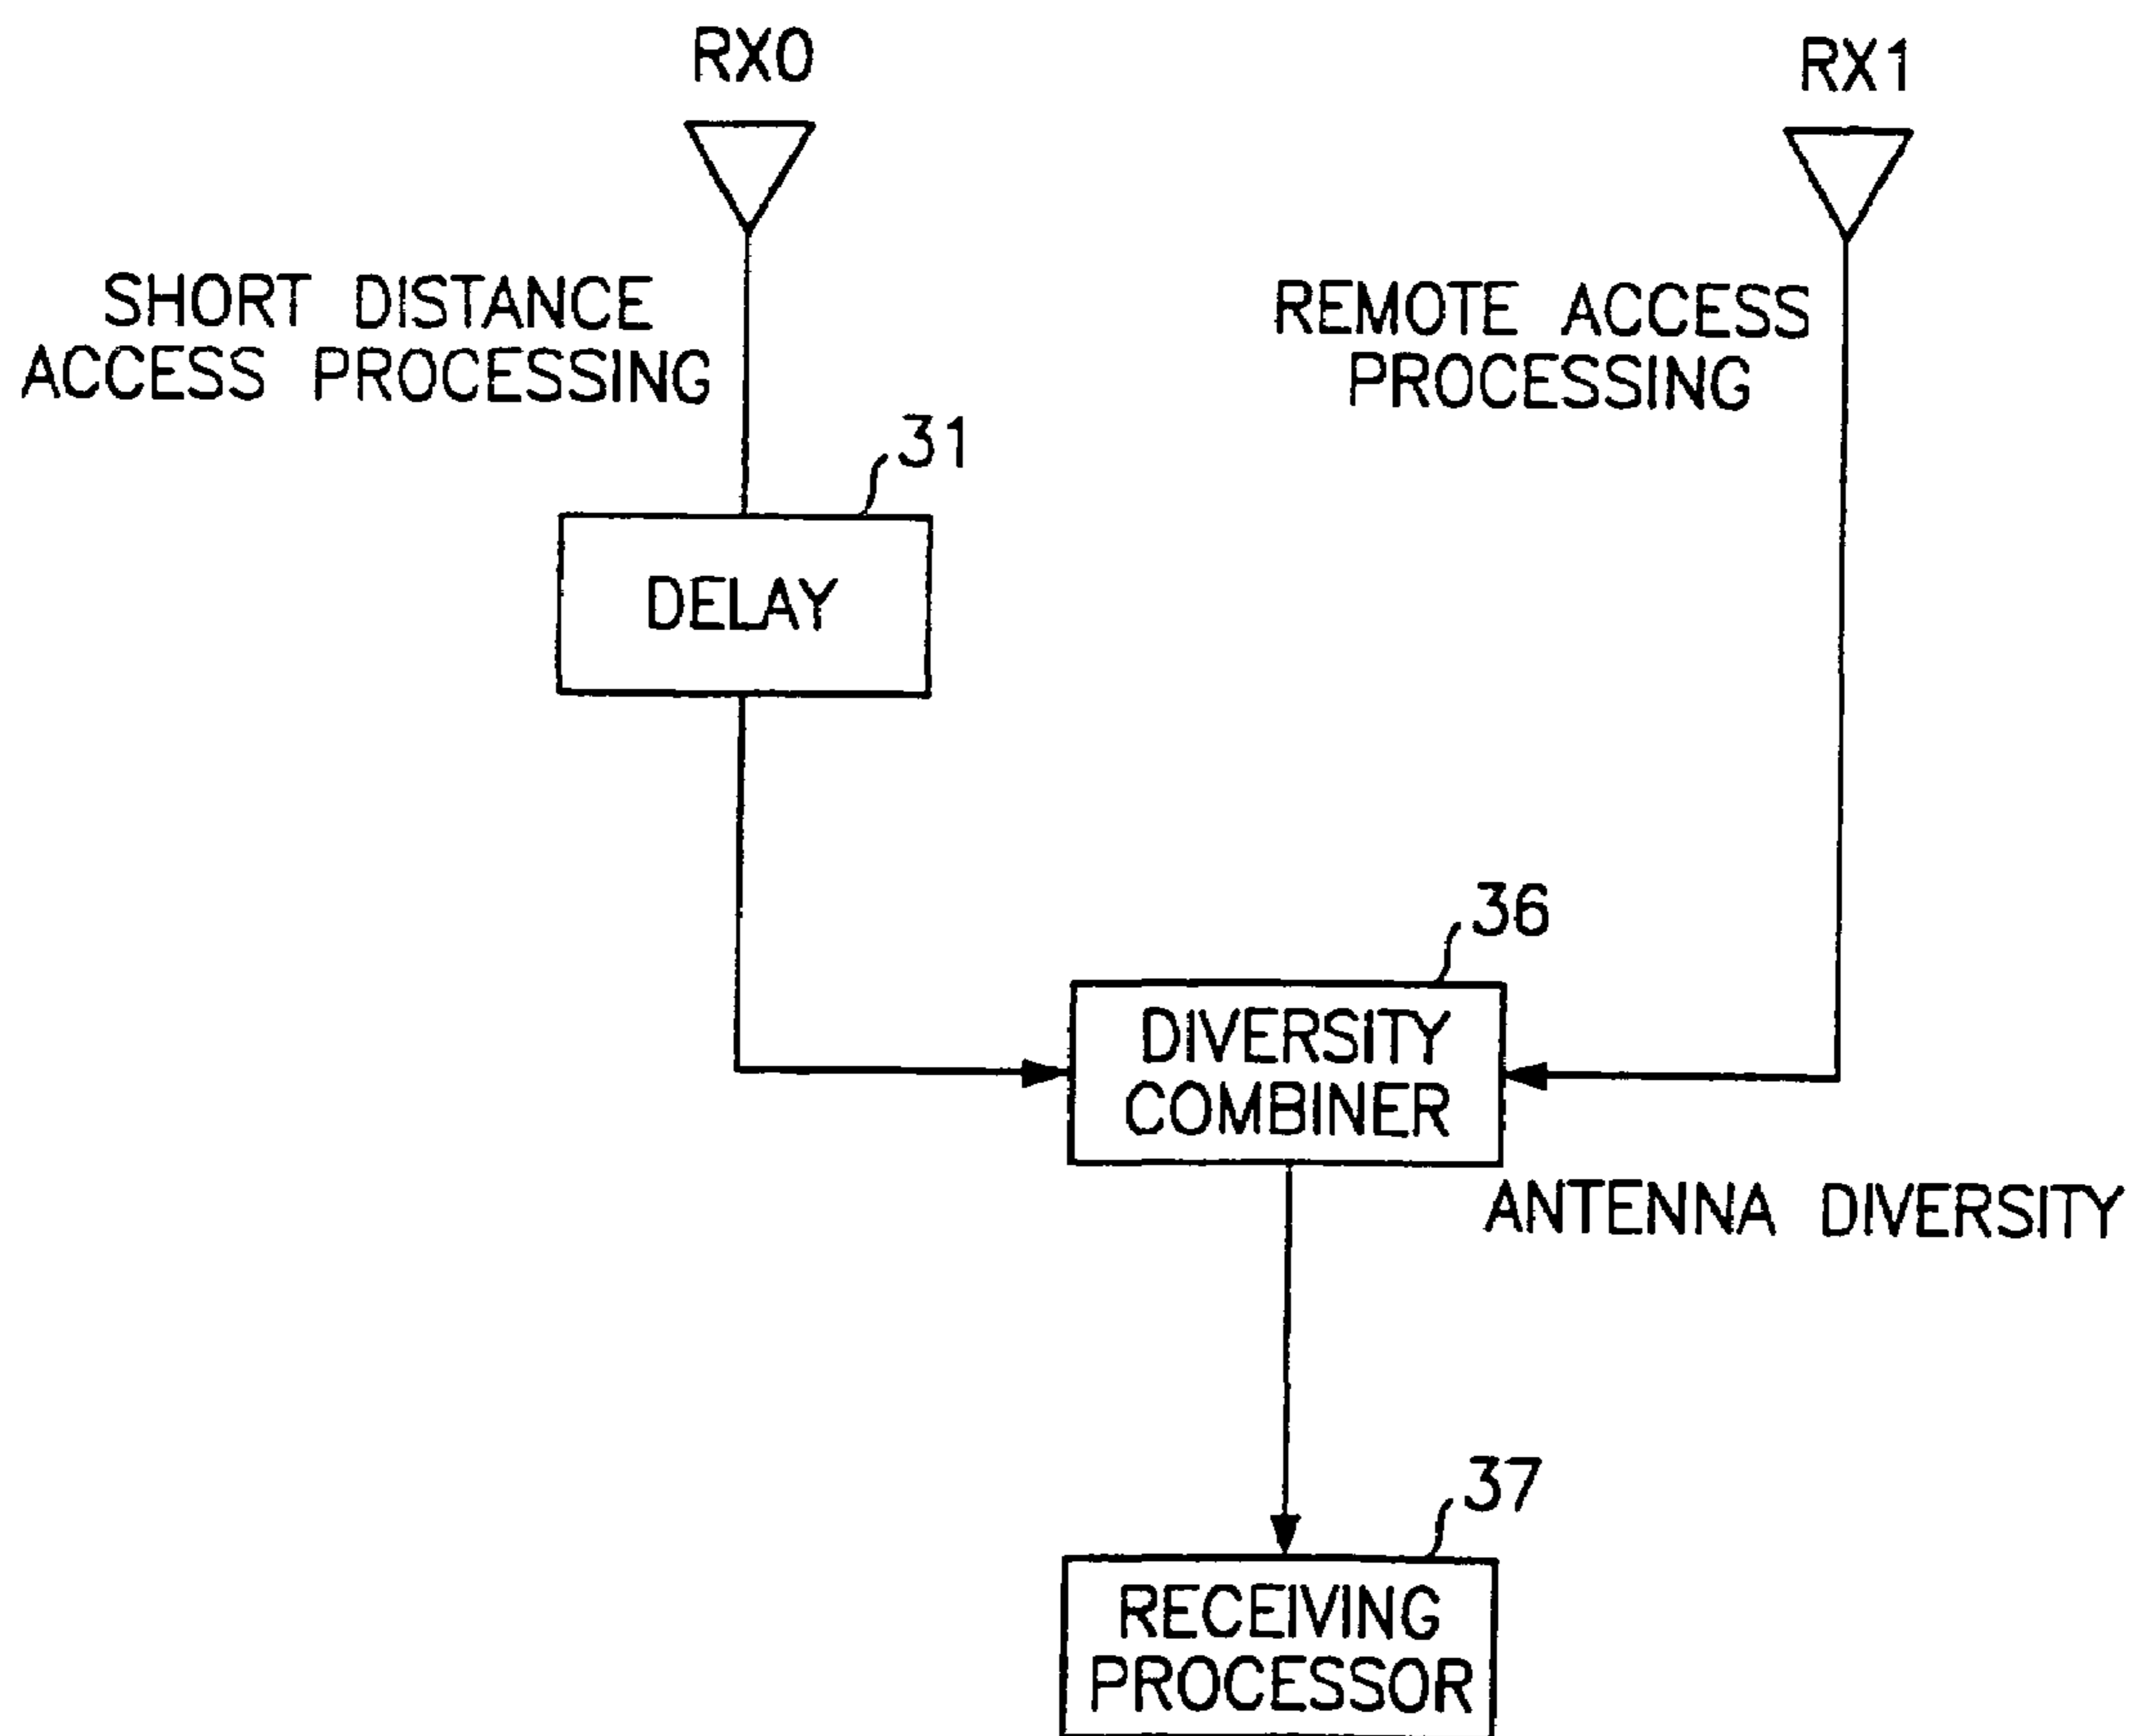 RX0
RX1
SHORT DISTANCE
ACCESS PROCESSING
REMOTE ACCESS
PROCESSING
31
DELAY
36
DIVERSITY
COMBINER
ANTENNA DIVERSITY
37
RECEIVING
PROCESSOR